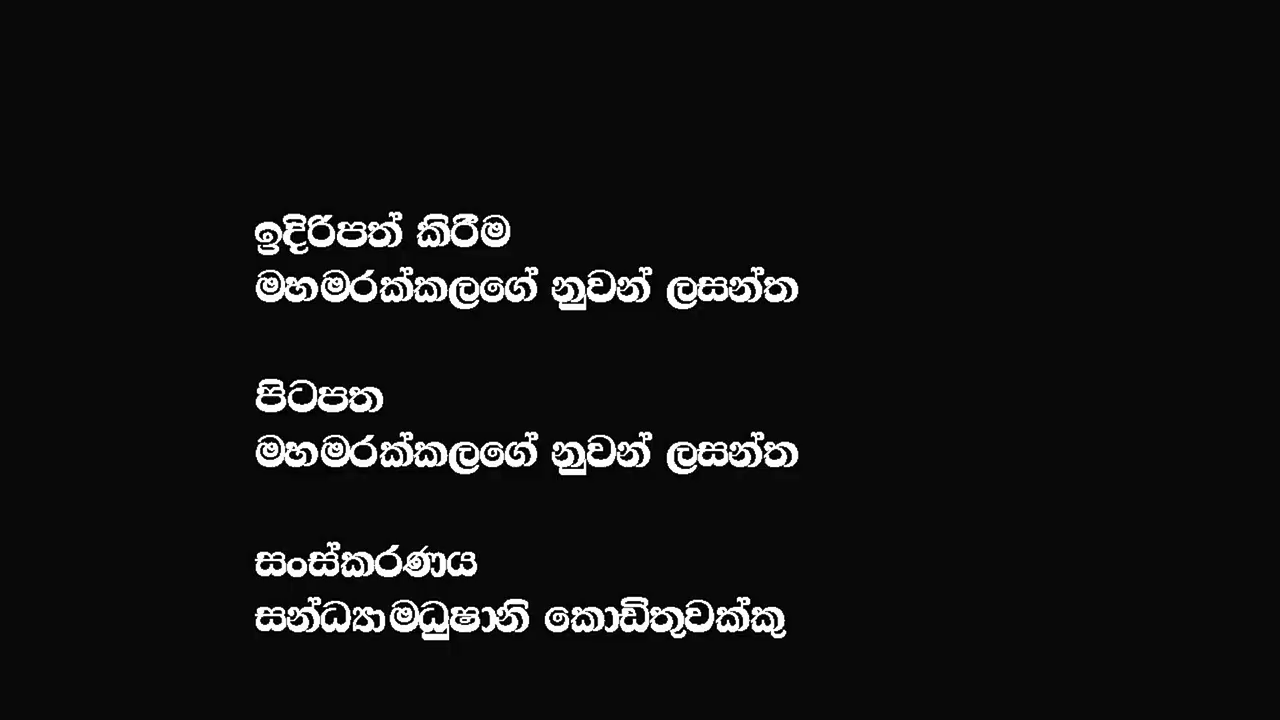 ඉදිරිපත් කිරීම
මහමරක්කලගේ නුවන් ලසන්ත
පිටපත
මහමරක්කලගේ නුවන් ලසන්ත
සංස්කරණය
සන්ධ්‍යාමධුෂානි කොඩිතුවක්කු